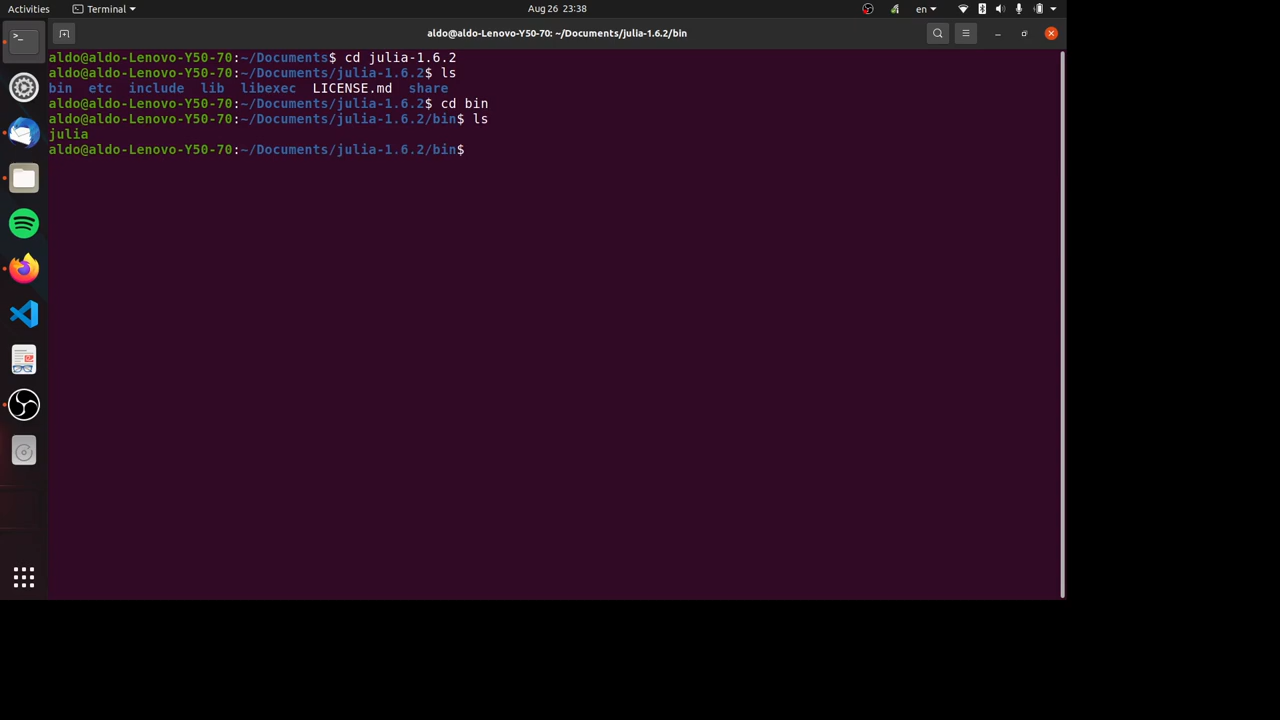 Activities Terminal Aug 26 23:38 en
aldo@aldo-Lenovo-Y50-70: ~/Documents/julia-1.6.2/bin
aldo@aldo-Lenovo-Y50-70:~/Documents$ cd julia-1.6.2
aldo@aldo-Lenovo-Y50-70:~/Documents/julia-1.6.2$ ls
bin etc include lib libexec LICENSE.md share
aldo@aldo-Lenovo-Y50-70:~/Documents/julia-1.6.2$ cd bin
aldo@aldo-Lenovo-Y50-70:~/Documents/julia-1.6.2/bin$ ls
julia
aldo@aldo-Lenovo-Y50-70:~/Documents/julia-1.6.2/bin$